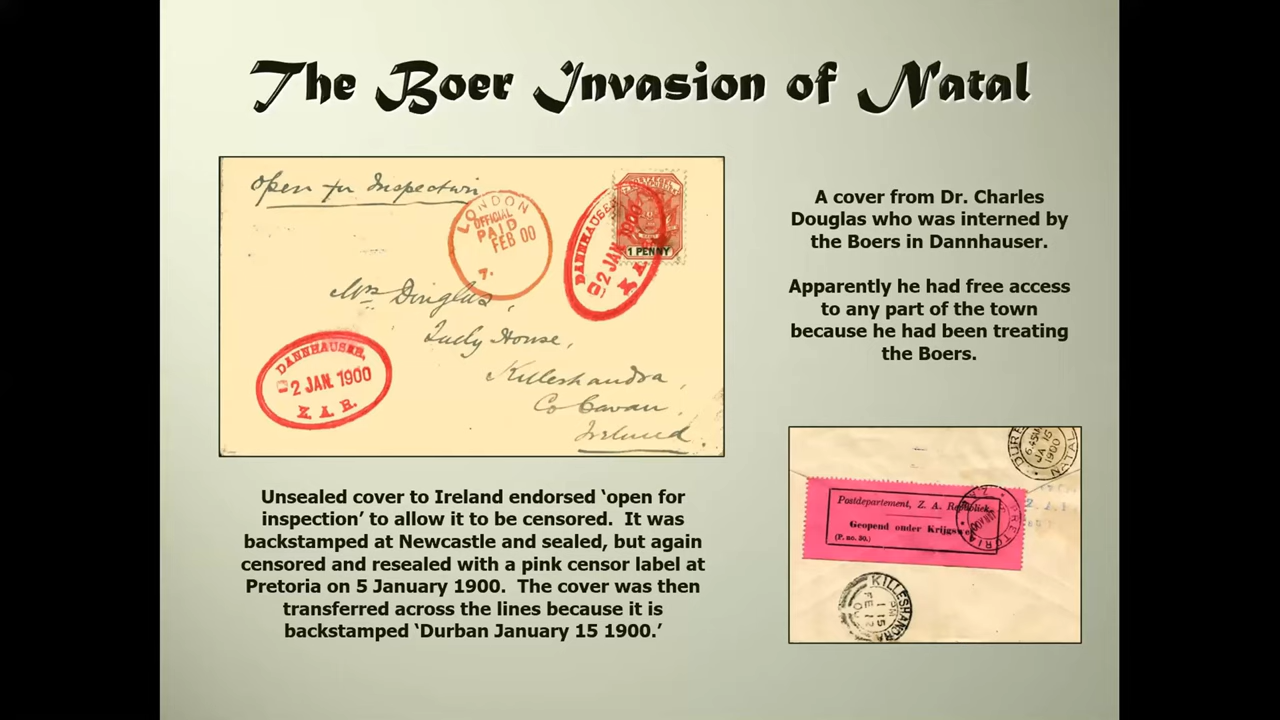 The Boer Invasion of Natal
Open for Inspection
LONDON
OFFICIAL
PAID
FEB 00
DANNHAUSER
2 JAN 1900
Z.A.R.
1 PENNY
Mrs Douglas,
Killeshandra,
Co Cavan,
Ireland.
DANNHAUSER,
2 JAN. 1900
Z. A. R.
A cover from Dr. Charles
Douglas who was interned by
the Boers in Dannhauser.
Apparently he had free access
to any part of the town
because he had been treating
the Boers.
Unsealed cover to Ireland endorsed ‘open for
inspection’ to allow it to be censored.  It was
backstamped at Newcastle and sealed, but again
censored and resealed with a pink censor label at
Pretoria on 5 January 1900.  The cover was then
transferred across the lines because it is
backstamped ‘Durban January 15 1900.’
JA 15
1900
NATAL
Postdepartement, Z. A. Republiek.
Geopend onder
(P. no. 50.)
PRETORIA
Z.A.R.
KILLESHANDRA
1 15
FE 12
00